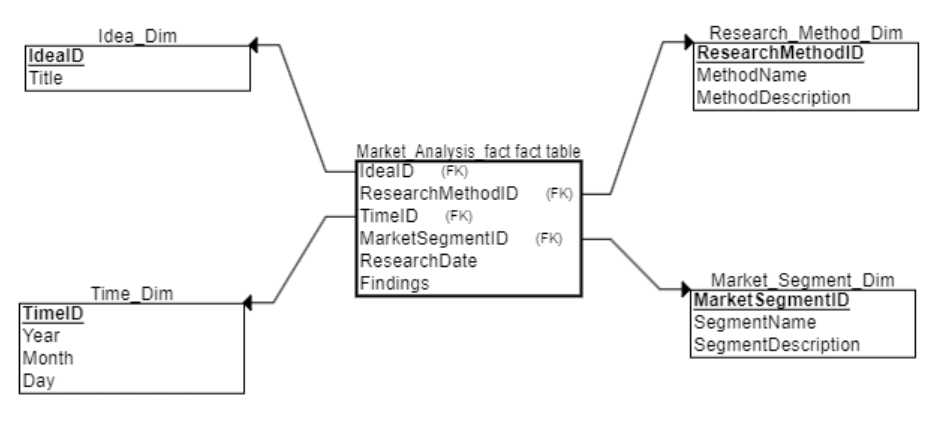 Idea_Dim
IdeaID
Title
Research_Method_Dim
ResearchMethodID
MethodName
MethodDescription
Market_Analysis_fact fact table
IdeaID (FK)
ResearchMethodID (FK)
TimeID (FK)
MarketSegmentID (FK)
ResearchDate
Findings
Time_Dim
TimeID
Year
Month
Day
Market_Segment_Dim
MarketSegmentID
SegmentName
SegmentDescription